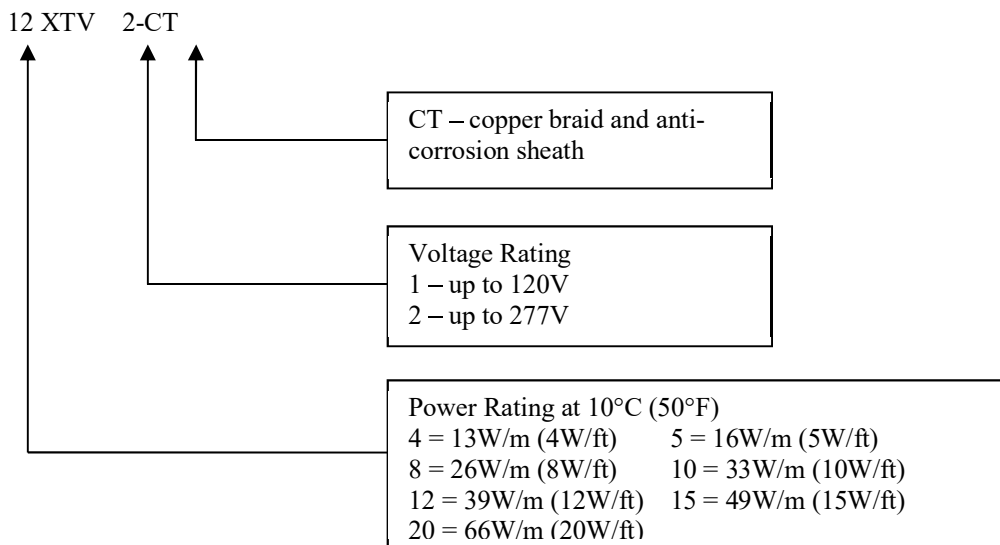 12 XTV 2-CT
CT – copper braid and anti-
corrosion sheath
Voltage Rating
1 – up to 120V
2 – up to 277V
Power Rating at 10°C (50°F)
4 = 13W/m (4W/ft) 5 = 16W/m (5W/ft)
8 = 26W/m (8W/ft) 10 = 33W/m (10W/ft)
12 = 39W/m (12W/ft) 15 = 49W/m (15W/ft)
20 = 66W/m (20W/ft)